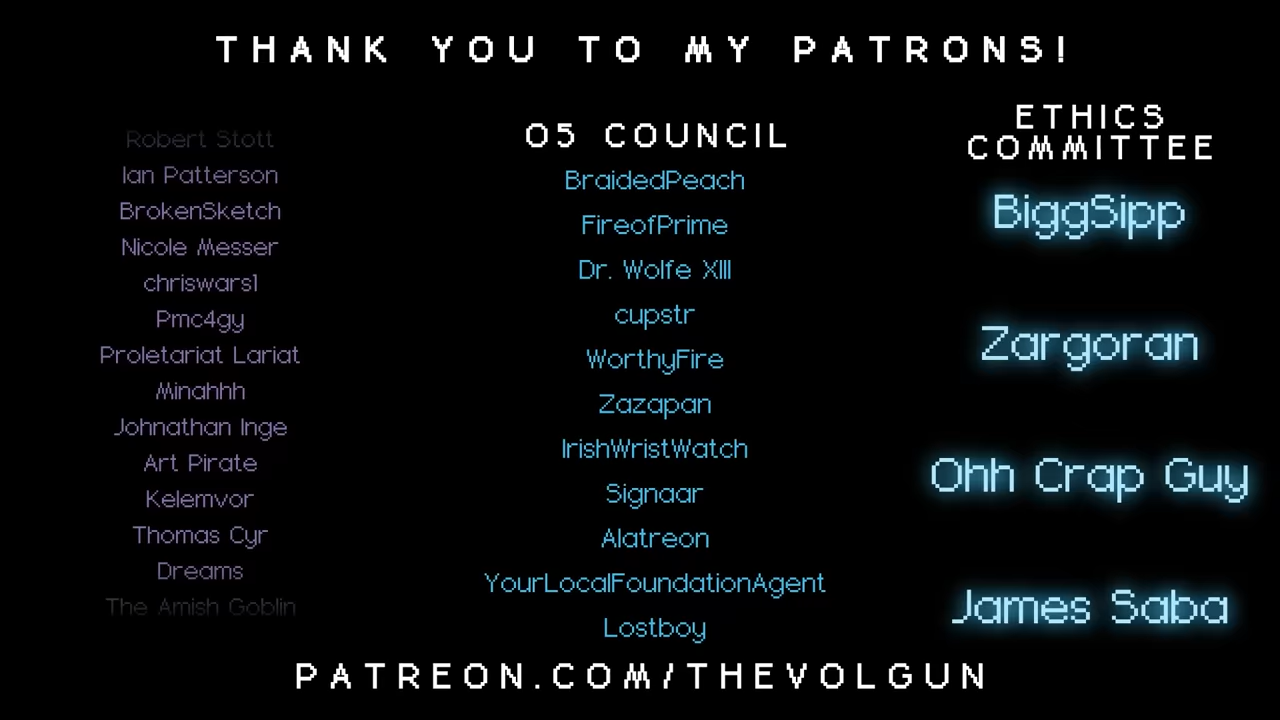 THANK YOU TO MY PATRONS!
Robert Stott
Ian Patterson
BrokenSketch
Nicole Messer
chriswars1
Pmc4gy
Proletariat Lariat
Minahhh
Johnathan Inge
Art Pirate
Kelemvor
Thomas Cyr
Dreams
The Amish Goblin
O5 COUNCIL
BraidedPeach
FireofPrime
Dr. Wolfe XIII
cupstr
WorthyFire
Zazapan
IrishWristWatch
Signaar
Alatreon
YourLocalFoundationAgent
Lostboy
ETHICS
COMMITTEE
BiggSipp
Zargoran
Ohh Crap Guy
James Saba
PATREON.COM/THEVOLGUN